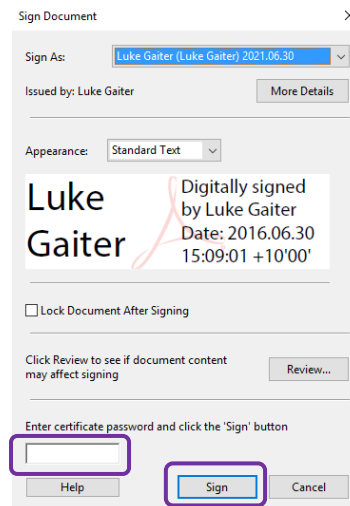 Sign Document
Sign As: Luke Gaiter (Luke Gaiter) 2021.06.30
Issued by: Luke Gaiter More Details
Appearance: Standard Text
Luke
Gaiter
Digitally signed
by Luke Gaiter
Date: 2016.06.30
15:09:01 +10'00'
Lock Document After Signing
Click Review to see if document content
may affect signing
Review...
Enter certificate password and click the 'Sign' button
Help Sign Cancel